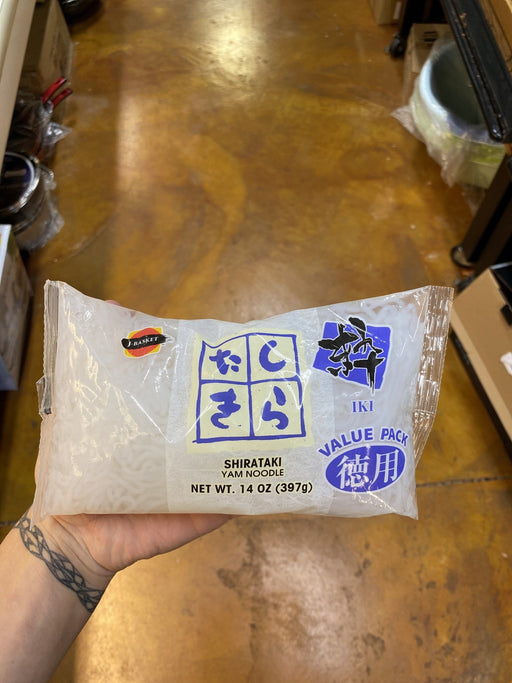 J-BASKET
しらたき
粋
IKI
VALUE PACK
徳用
SHIRATAKI
YAM NOODLE
NET WT. 14 OZ (397g)